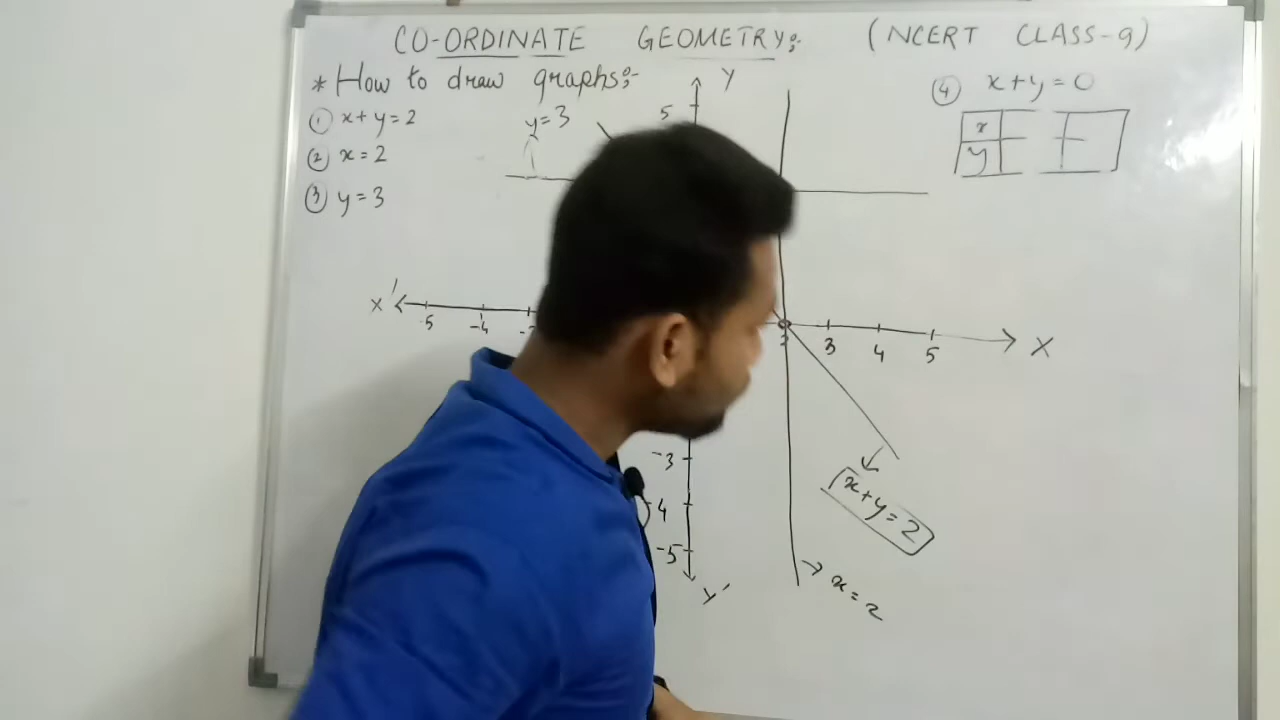 CO-ORDINATE GEOMETRY:- (NCERT CLASS-9)
* How to draw graphs:-
① x+y=2
② x=2
③ y=3
y=3
Y
5
④ x+y=0
x
y
X'
-5
-4
2
3
4
5
X
-3
-4
-5
Y'
x+y=2
→ x=2